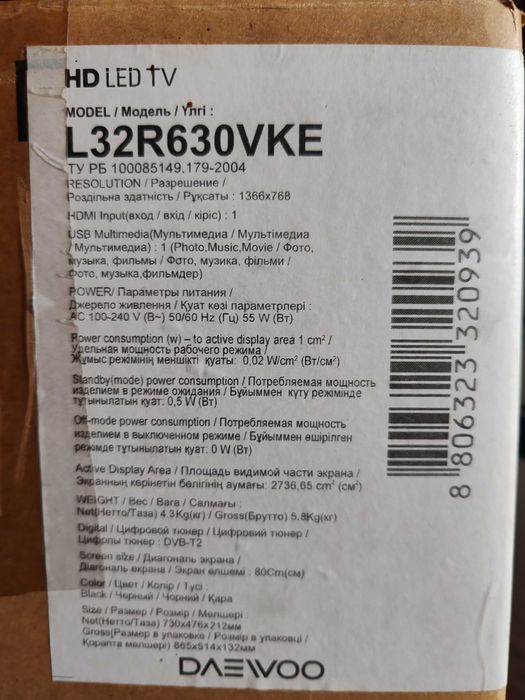 HD LED TV
MODEL / Модель / Үлгі :
L32R630VKE
ТУ РБ 100085149.179-2004
RESOLUTION / Разрешение /
Роздільна здатність / Рұқсаты : 1366x768
HDMI Input(вход / вхід / кіріс) : 1
USB Multimedia(Мультимедиа / Мультімедіа
/ Мультимедиа) : 1 (Photo,Music,Movie / Фото,
музыка, фильмы / Фото, музика, фільми /
Фото, музыка,фильмдер)
POWER/ Параметры питания /
Джерело живлення / Қуат көзі параметрлері :
AC 100-240 V (В~) 50/60 Hz (Гц) 55 W (Вт)
Power consumption (w) – to active display area 1 cm² /
Удельная мощность рабочего режима /
Жұмыс режімінің меншікті қуаты: 0,02 W/cm² (Вт/см²)
Standby(mode) power consumption / Потребляемая мощность
изделием в режиме ожидания / Бұйыммен күту режімінде
тұтынылатын қуат: 0,5 W (Вт)
Off-mode power consumption / Потребляемая мощность
изделием в выключенном режиме / Бұйыммен өшірілген
режімде тұтынылатын қуат: 0 W (Вт)
Active Display Area / Площадь видимой части экрана /
Экранның көрінетін бөлігінің аумағы: 2736,65 cm² (см²)
WEIGHT / Вес / Вага / Салмағы :
Net(Нетто/Таза) 4.3Kg(кг) / Gross(Брутто) 5.8Kg(кг)
Digital / Цифровой тюнер / Цифровий тюнер /
Цифрлы тюнер : DVB-T2
Screen size / Диагональ экрана /
Діагональ екрана / Экран өлшемі : 80Cm(см)
Color / Цвет / Колір / Түсі :
Black / Черный / Чорний / Қара
Size / Размер / Розмір / Мөлшері :
Net(Нетто/Таза) 730x476x212мм
Gross(Размер в упаковке / Розмір в упаковці /
Қорапта мөлшері) 865x514x132мм
DAEWOO
8 806323 320939